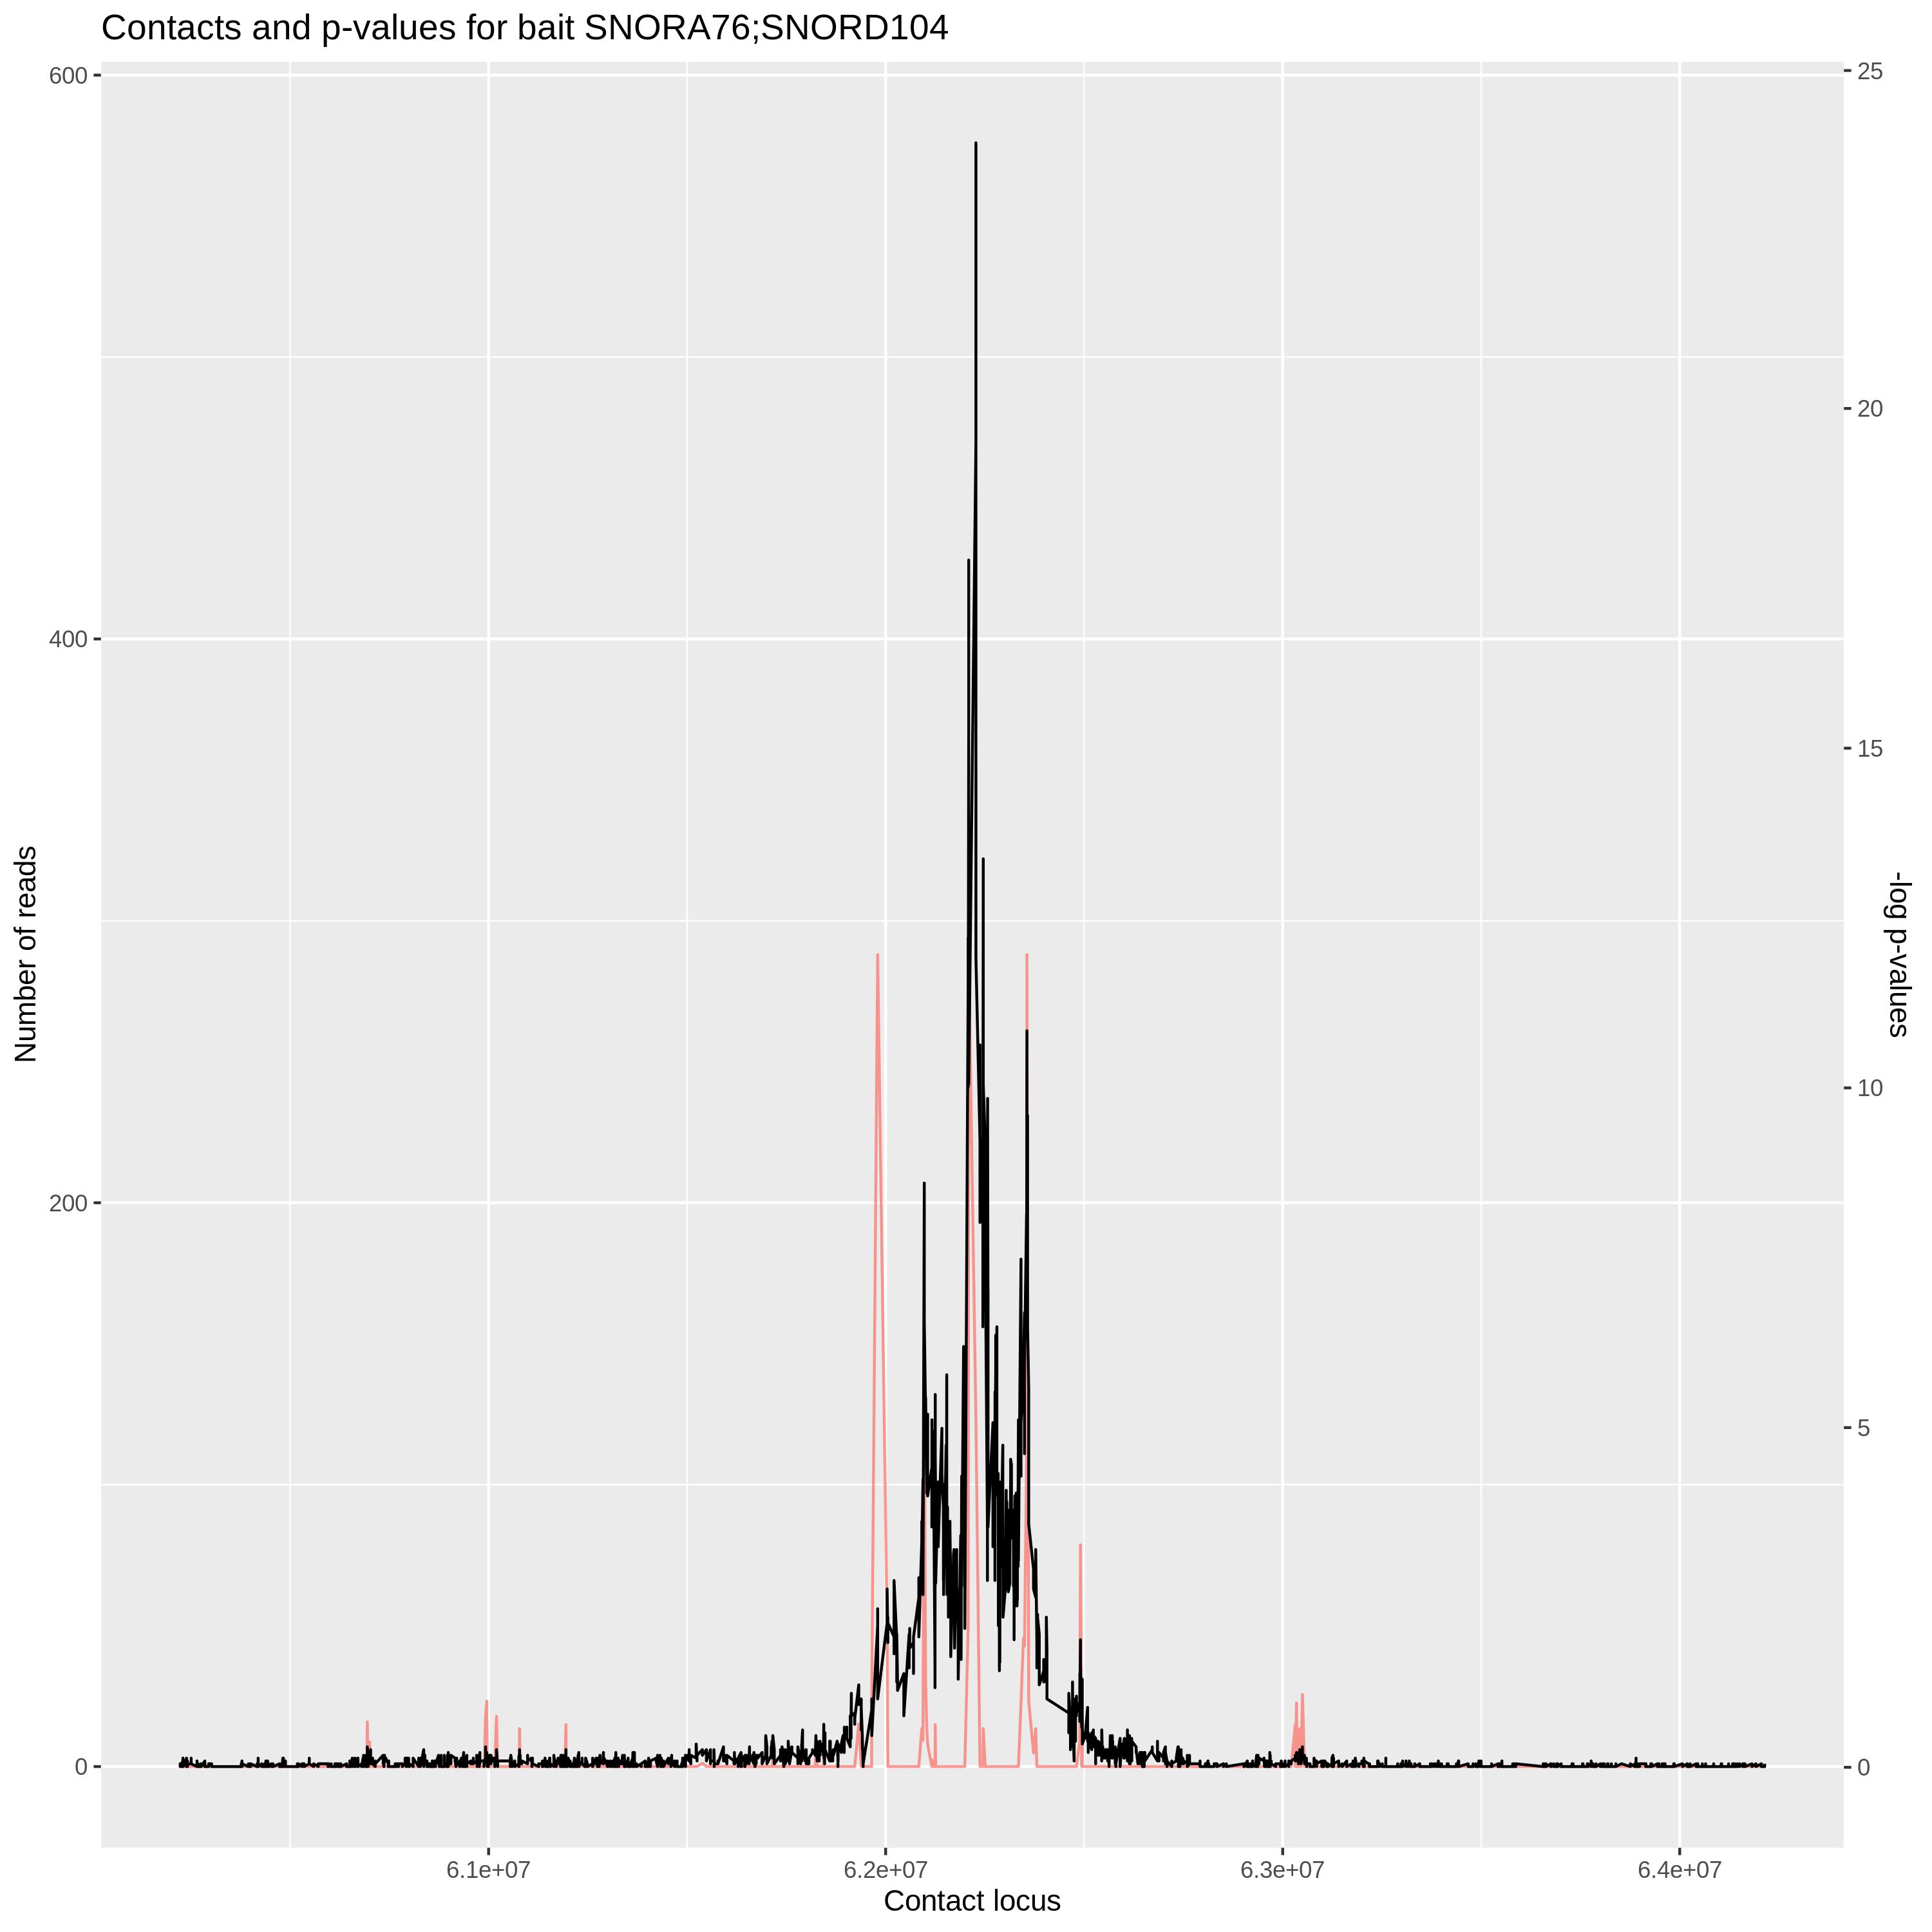 Contacts and p-values for bait SNORA76;SNORD104
600
400
200
0
Number of reads
25
20
15
10
5
0
-log p-values
6.1e+07
6.2e+07
6.3e+07
6.4e+07
Contact locus